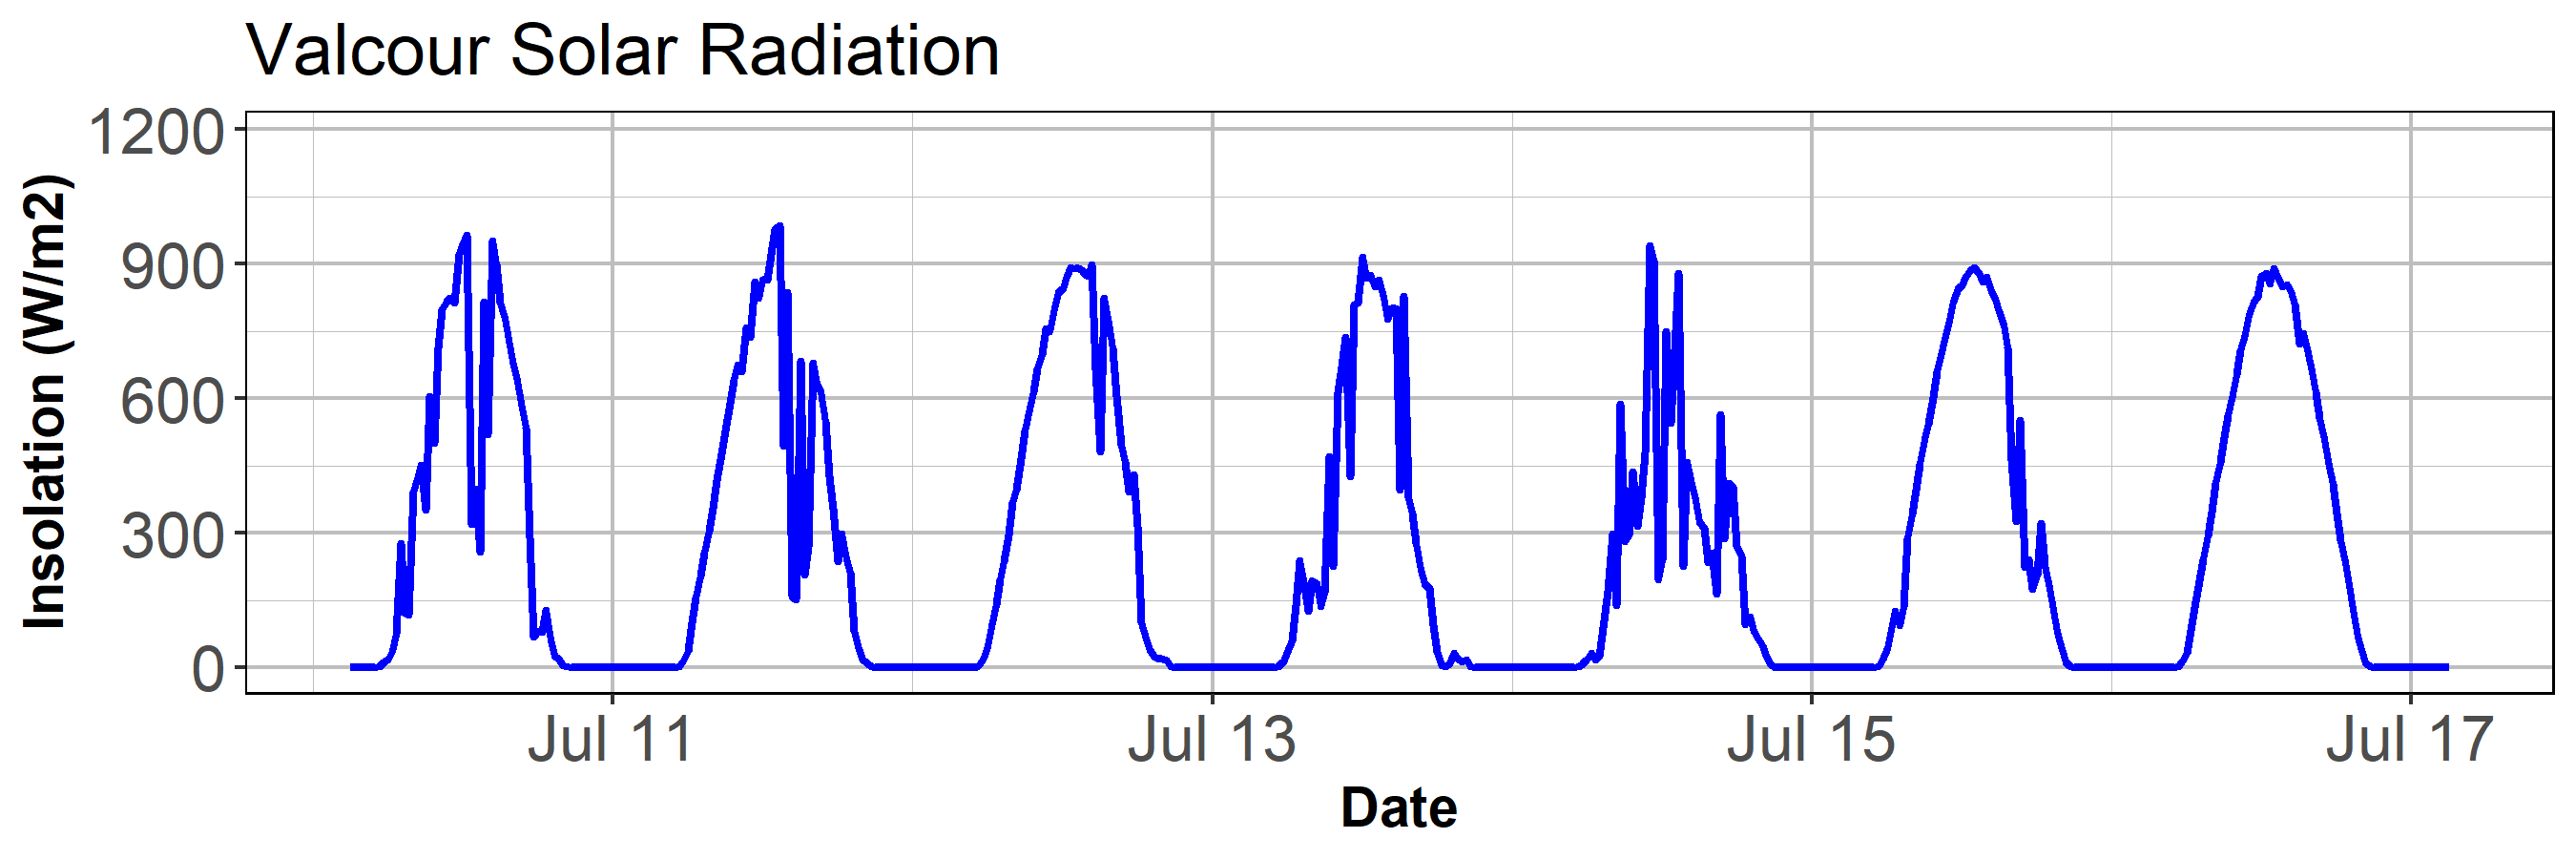 Valcour Solar Radiation
Insolation (W/m2)
1200
900
600
300
0
Jul 11
Jul 13
Jul 15
Jul 17
Date